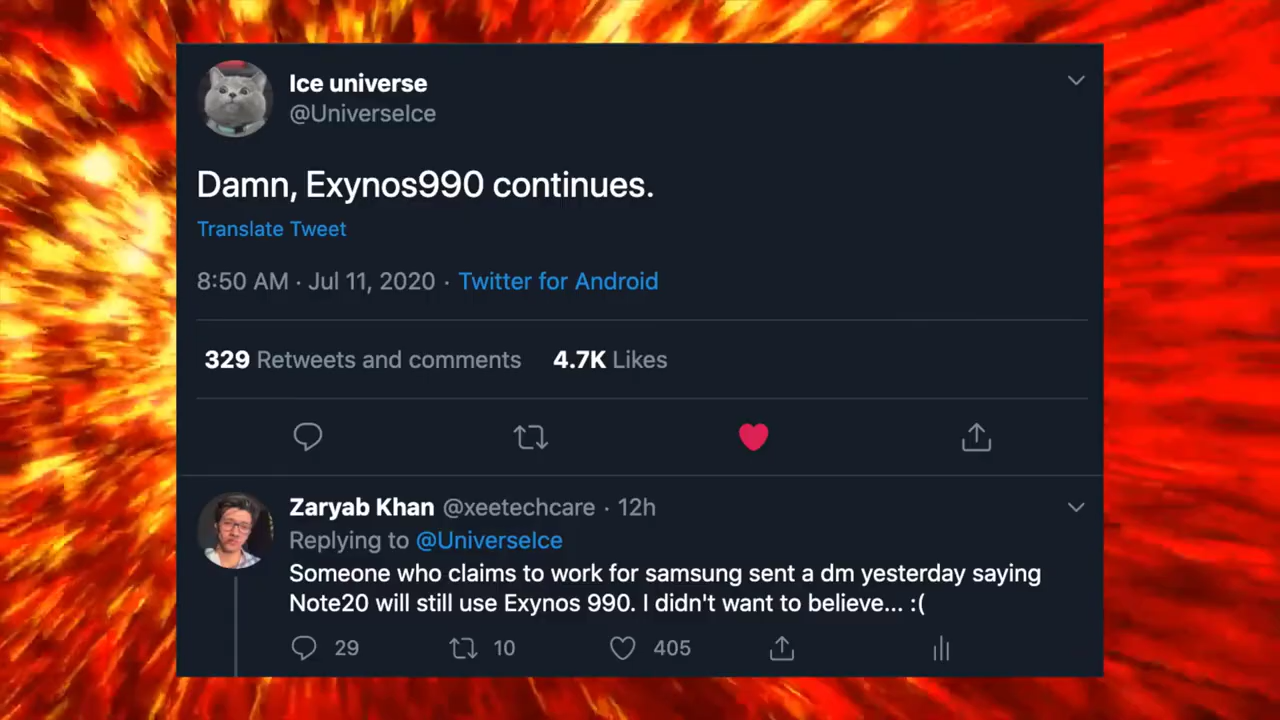 Ice universe
@UniverseIce
Damn, Exynos990 continues.
Translate Tweet
8:50 AM · Jul 11, 2020 · Twitter for Android
329 Retweets and comments 4.7K Likes
Zaryab Khan @xeetechcare · 12h
Replying to @UniverseIce
Someone who claims to work for samsung sent a dm yesterday saying
Note20 will still use Exynos 990. I didn't want to believe... :(
29 10 405